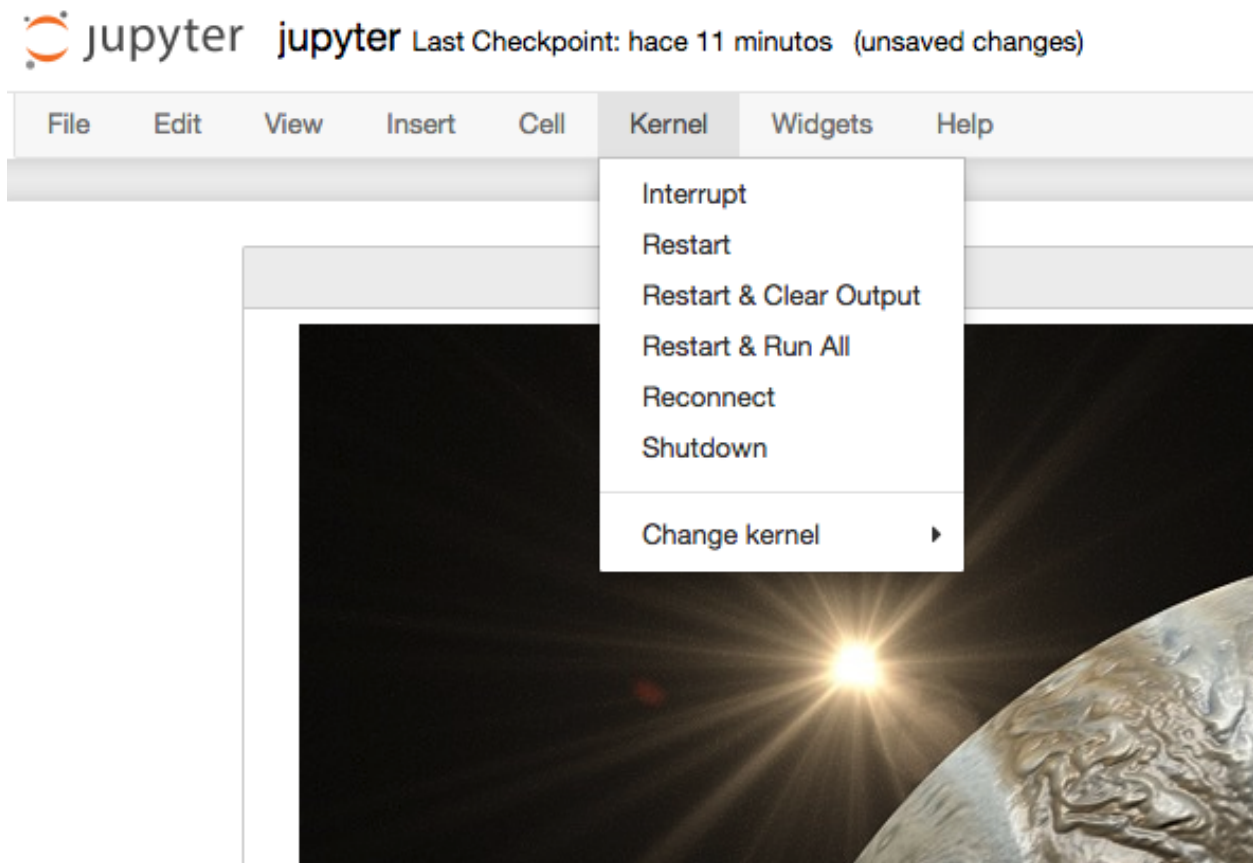 jupyter jupyter Last Checkpoint: hace 11 minutos (unsaved changes)
File Edit View Insert Cell Kernel Widgets Help
Interrupt
Restart
Restart & Clear Output
Restart & Run All
Reconnect
Shutdown
Change kernel